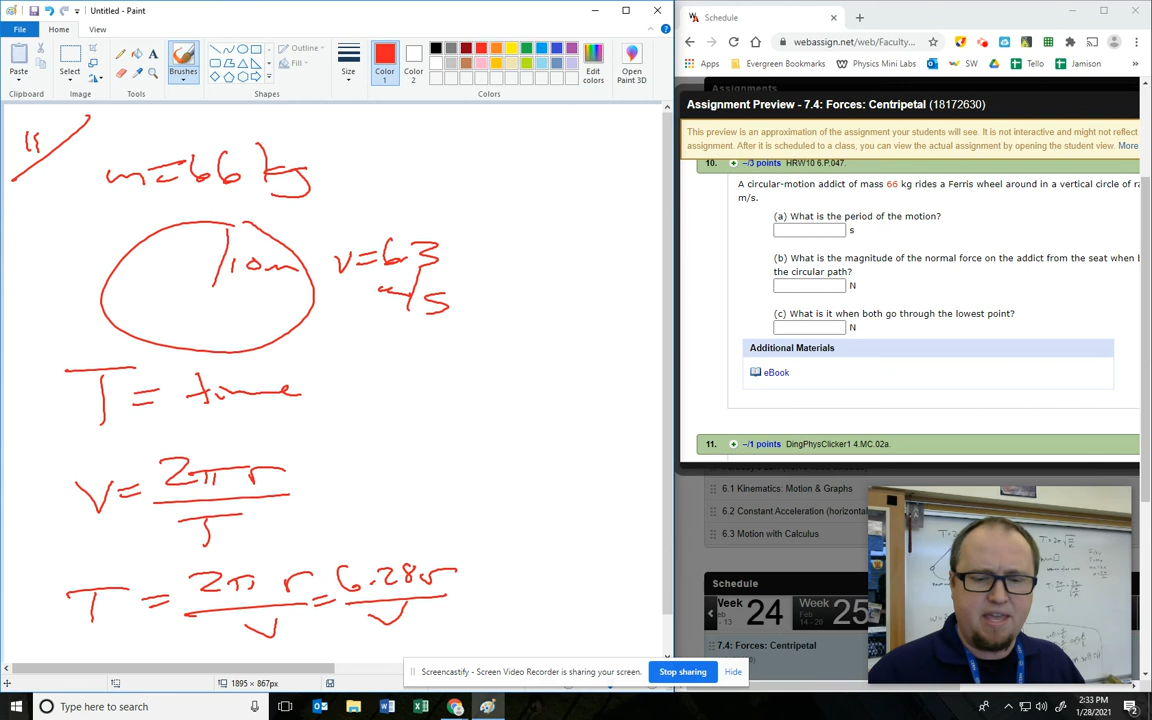 Untitled - Paint
File
Home
View
Paste
Select
Brushes
Outline
Fill
Size
Color
1
Color
2
Edit
colors
Open
Paint 3D
Clipboard
Image
Tools
Shapes
Colors
11
m=66 kg
10m
v=6.3
m/s
T = time
v= 2πr
T
T = 2π r = 6.28r
v v
1895 × 867px
Schedule
webassign.net/web/Faculty...
Apps
Evergreen Bookmarks
Physics Mini Labs
SW
Tello
Jamison
Assignments
Assignment Preview - 7.4: Forces: Centripetal (18172630)
This preview is an approximation of the assignment your students will see. It is not interactive and might not reflect
assignment. After it is scheduled to a class, you can view the actual assignment by opening the student view. More
10. –/3 points HRW10 6.P.047.
A circular-motion addict of mass 66 kg rides a Ferris wheel around in a vertical circle of ra
m/s.
(a) What is the period of the motion?
s
(b) What is the magnitude of the normal force on the addict from the seat when b
the circular path?
N
(c) What is it when both go through the lowest point?
N
Additional Materials
eBook
11. –/1 points DingPhysClicker1 4.MC.02a.
6.1 Kinematics: Motion & Graphs
6.2 Constant Acceleration (horizonta
6.3 Motion with Calculus
Schedule
Week
24
eb
- 13
Week
Feb
14 - 20
25
7.4: Forces: Centripetal
Screencastify - Screen Video Recorder is sharing your screen.
Stop sharing
Hide
Type here to search
2:33 PM
1/28/2021